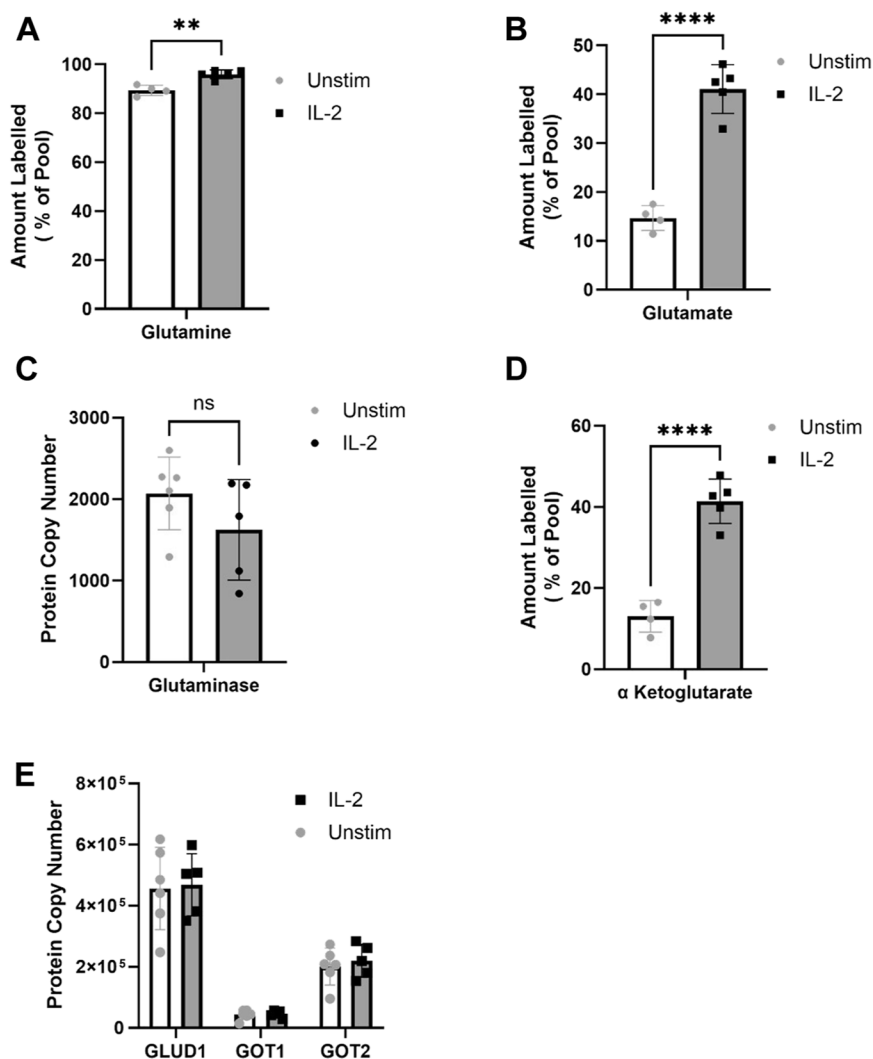 A
**
Unstim
IL-2
100
80
60
40
20
0
Amount Labelled
( % of Pool)
Glutamine
B
****
Unstim
IL-2
50
40
30
20
10
0
Amount Labelled
(% of Pool)
Glutamate
C
ns
Unstim
IL-2
3000
2000
1000
0
Protein Copy Number
Glutaminase
D
****
Unstim
IL-2
60
40
20
0
Amount Labelled
( % of Pool)
α Ketoglutarate
E
IL-2
Unstim
8×10⁵
6×10⁵
4×10⁵
2×10⁵
0
Protein Copy Number
GLUD1 GOT1 GOT2